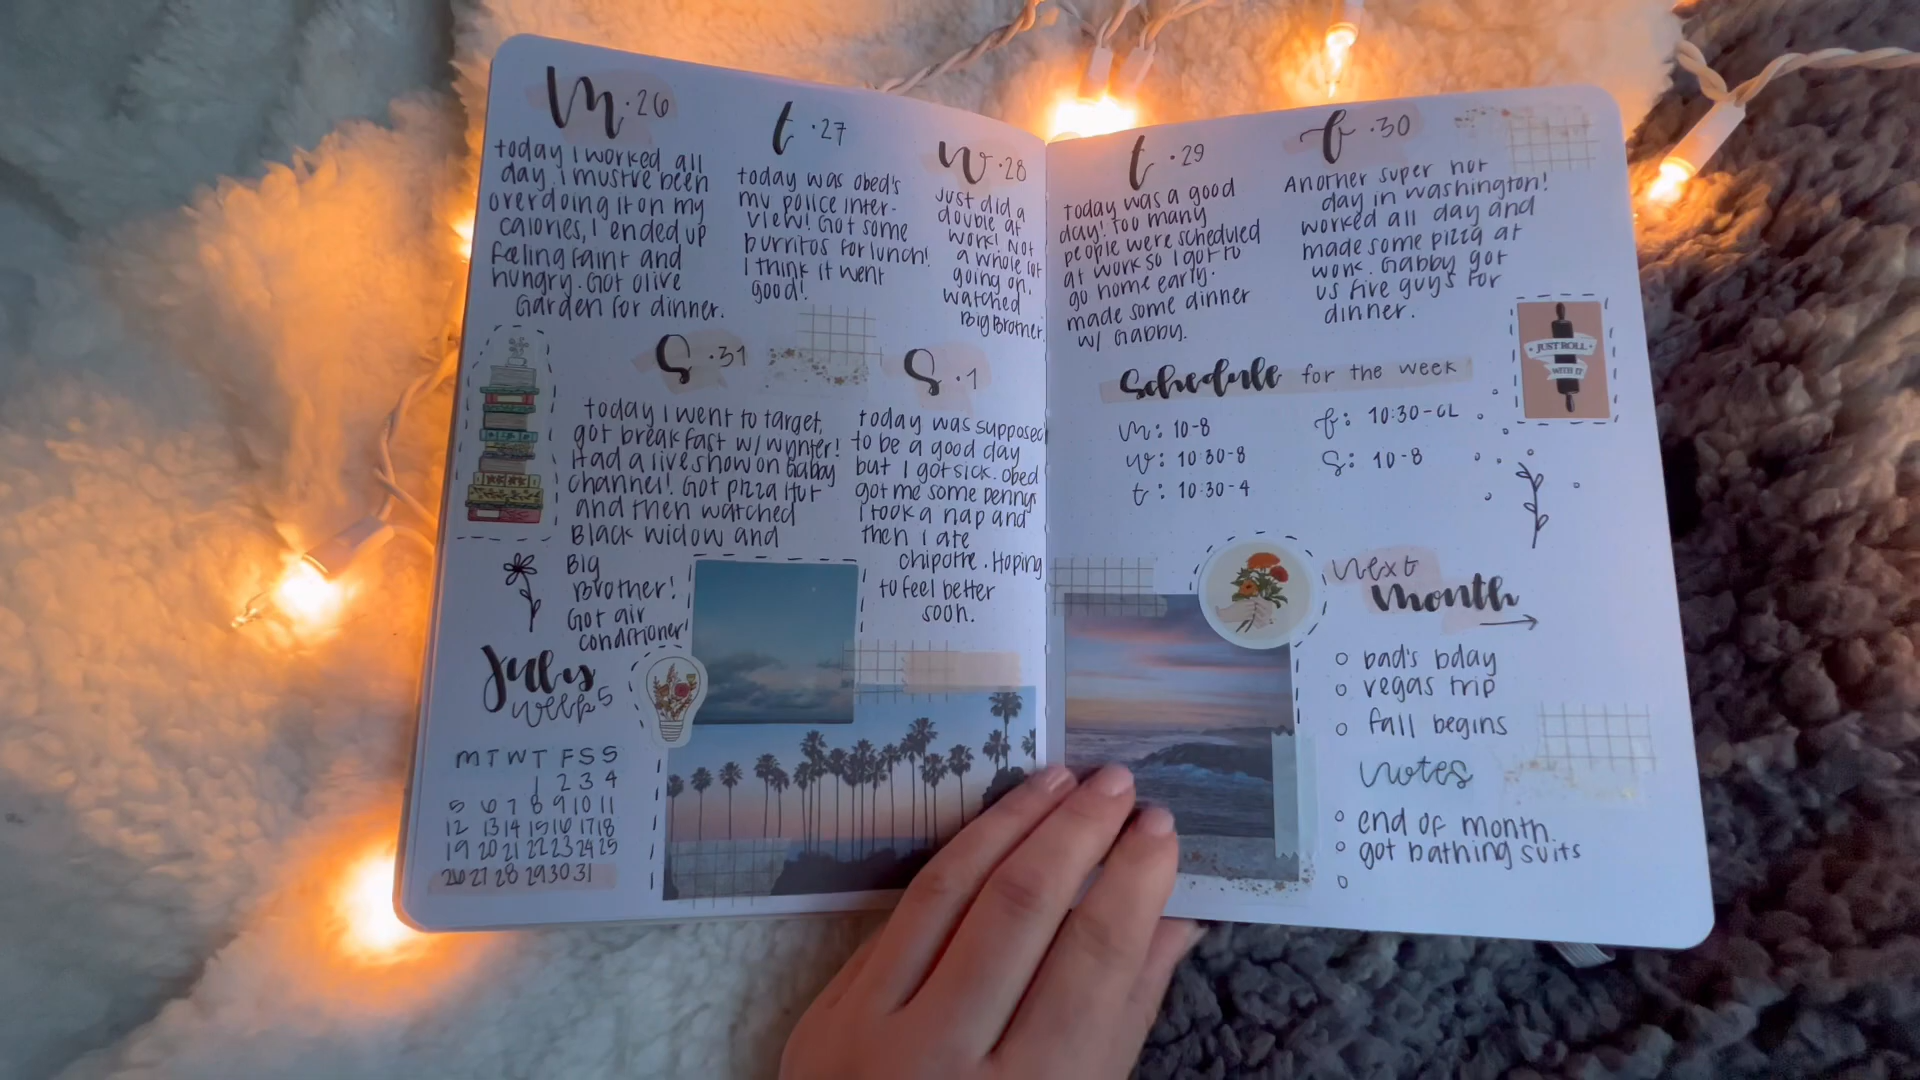 M. 26
today i worked all
day. i mustve been
overdoing it on my
calories, I ended up
feeling faint and
hungry. Got olive
Garden for dinner.
t. 27
today was obed's
mu police inter-
view! Got some
burritos for lunch!
I think it went
good!
W. 28
Just did a
double at
work! Not
a whole lot
going on.
watched
Big Brother.
S. 31
today i went to target,
got breakfast w/ wynter!
Had a live show on Gabby
channel! Got pizza Hut
and then watched
Black widow and
Big
Brother!
Got air
conditioner!
S. 1
today was supposed
to be a good day
but I got sick. obed
got me some pennys
i took a nap and
then I ate
chipotle. Hoping
to feel better
soon.
July
week 5
M T W T F S S
1 2 3 4
5 6 7 8 9 10 11
12 13 14 15 16 17 18
19 20 21 22 23 24 25
26 27 28 29 30 31
t. 29
today was a good
day! too many
people were scheduled
at work so I got to
go home early.
made some dinner
w/ Gabby.
f. 30
Another super hot
day in washington!
worked all day and
made some pizza at
work. Gabby got
us five guys for
dinner.
JUST ROLL
WITH IT
Schedule for the week
m: 10-8
w: 10:30-8
t: 10:30-4
f: 10:30-CL
S: 10-8
next
month
dad's bday
vegas trip
fall begins
notes
end of month.
got bathing suits